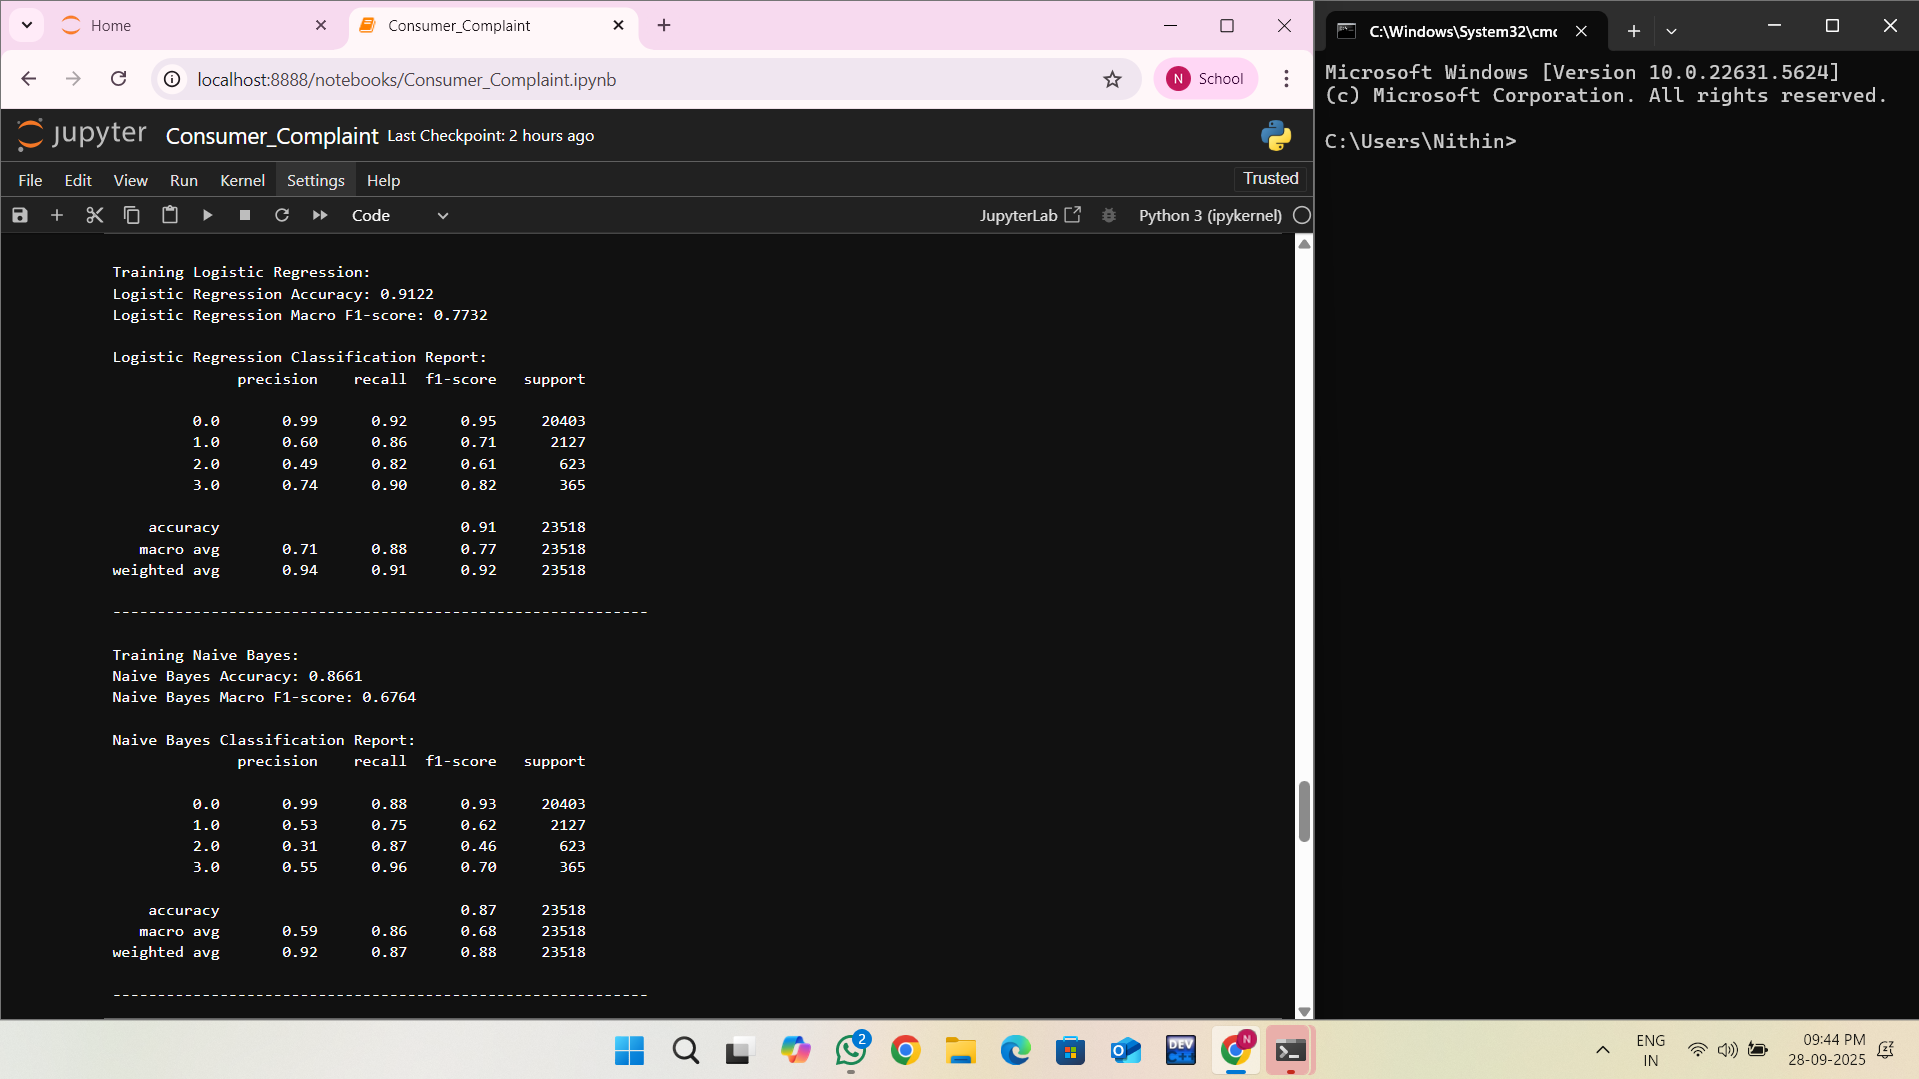 Home
Consumer_Complaint
localhost:8888/notebooks/Consumer_Complaint.ipynb
N School
jupyter Consumer_Complaint Last Checkpoint: 2 hours ago
File Edit View Run Kernel Settings Help Trusted
Code JupyterLab Python 3 (ipykernel)
Training Logistic Regression:
Logistic Regression Accuracy: 0.9122
Logistic Regression Macro F1-score: 0.7732
Logistic Regression Classification Report:
precision recall f1-score support
0.0 0.99 0.92 0.95 20403
1.0 0.60 0.86 0.71 2127
2.0 0.49 0.82 0.61 623
3.0 0.74 0.90 0.82 365
accuracy 0.91 23518
macro avg 0.71 0.88 0.77 23518
weighted avg 0.94 0.91 0.92 23518
------------------------------------------------------------
Training Naive Bayes:
Naive Bayes Accuracy: 0.8661
Naive Bayes Macro F1-score: 0.6764
Naive Bayes Classification Report:
precision recall f1-score support
0.0 0.99 0.88 0.93 20403
1.0 0.53 0.75 0.62 2127
2.0 0.31 0.87 0.46 623
3.0 0.55 0.96 0.70 365
accuracy 0.87 23518
macro avg 0.59 0.86 0.68 23518
weighted avg 0.92 0.87 0.88 23518
------------------------------------------------------------
C:\Windows\System32\cmc
Microsoft Windows [Version 10.0.22631.5624]
(c) Microsoft Corporation. All rights reserved.
C:\Users\Nithin>
2
DEV
C++
N
ENG
IN
09:44 PM
28-09-2025